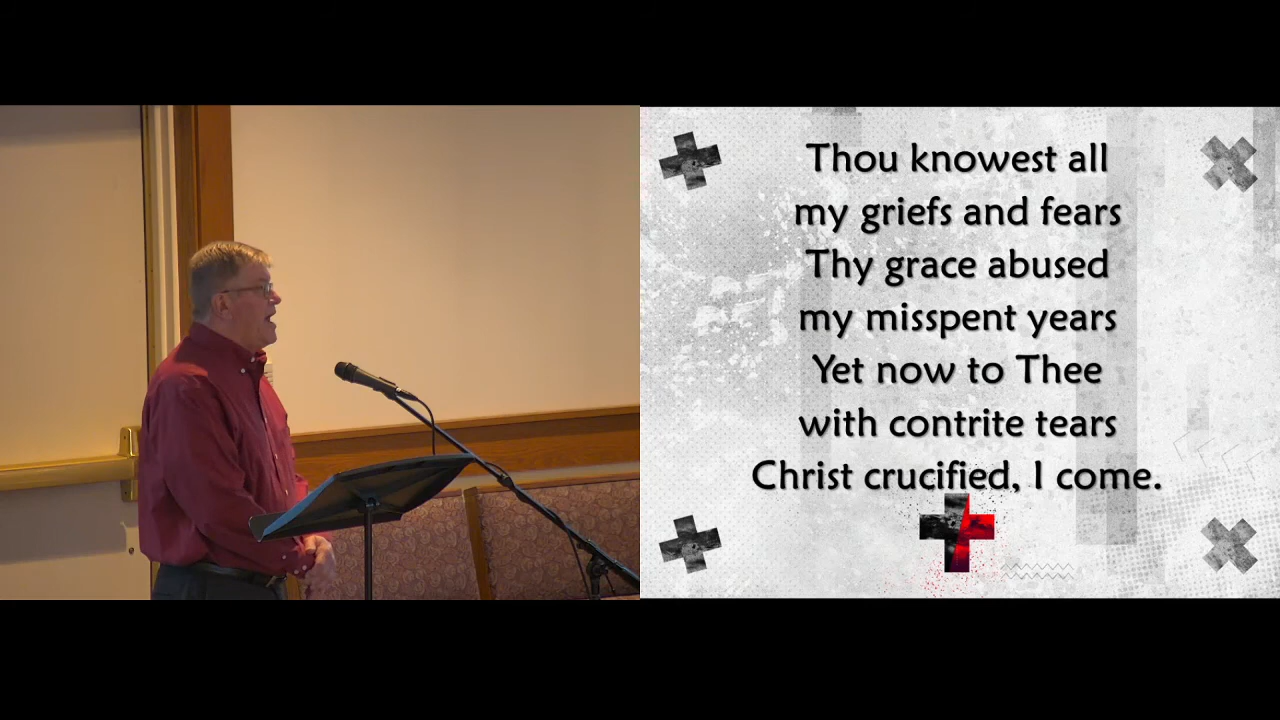 Thou knowest all
my griefs and fears
Thy grace abused
my misspent years
Yet now to Thee
with contrite tears
Christ crucified, I come.